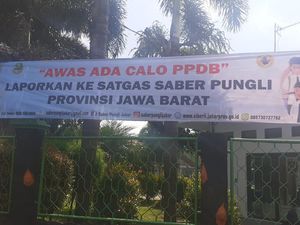 "AWAS ADA CALO PPDB"
LAPORKAN KE SATGAS SABER PUNGLI
PROVINSI JAWA BARAT